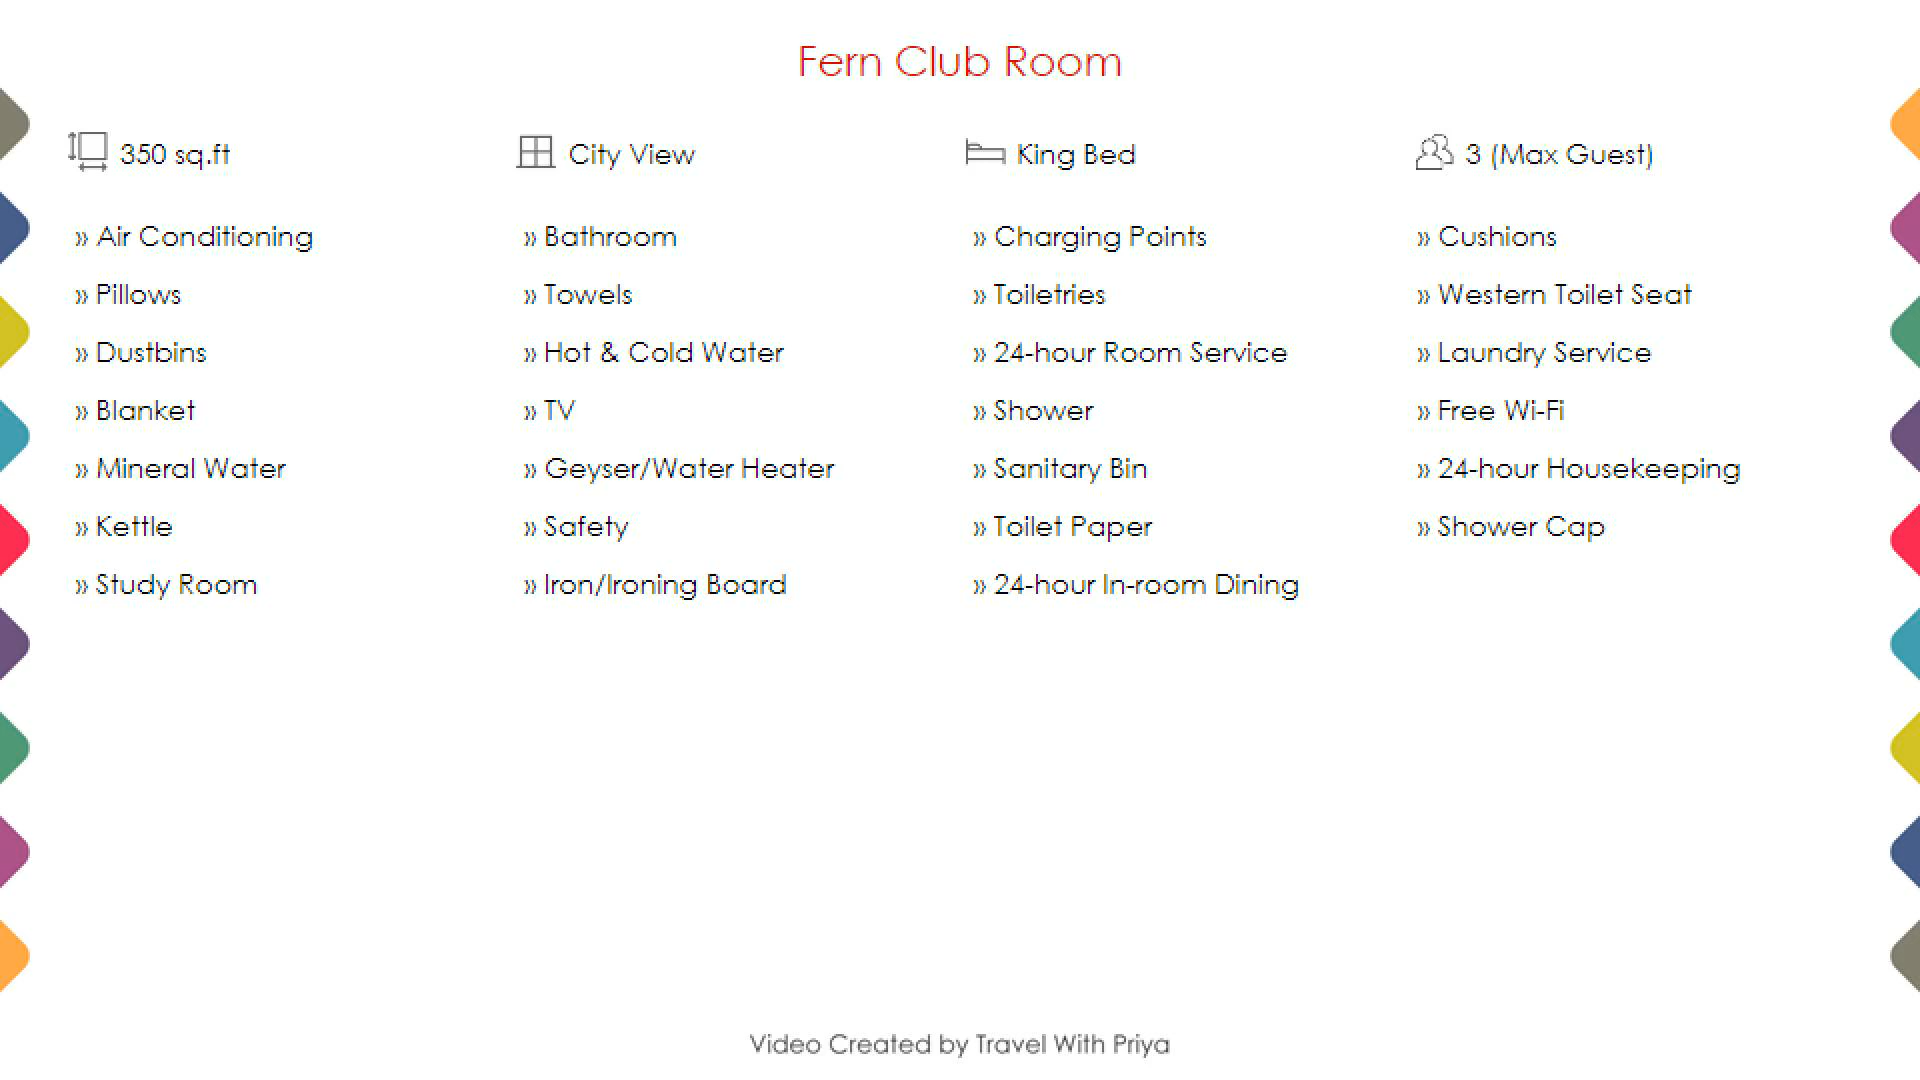 Fern Club Room
350 sq.ft
City View
King Bed
3 (Max Guest)
» Air Conditioning
» Bathroom
» Charging Points
» Cushions
» Pillows
» Towels
» Toiletries
» Western Toilet Seat
» Dustbins
» Hot & Cold Water
» 24-hour Room Service
» Laundry Service
» Blanket
» TV
» Shower
» Free Wi-Fi
» Mineral Water
» Geyser/Water Heater
» Sanitary Bin
» 24-hour Housekeeping
» Kettle
» Safety
» Toilet Paper
» Shower Cap
» Study Room
» Iron/Ironing Board
» 24-hour In-room Dining
Video Created by Travel With Priya